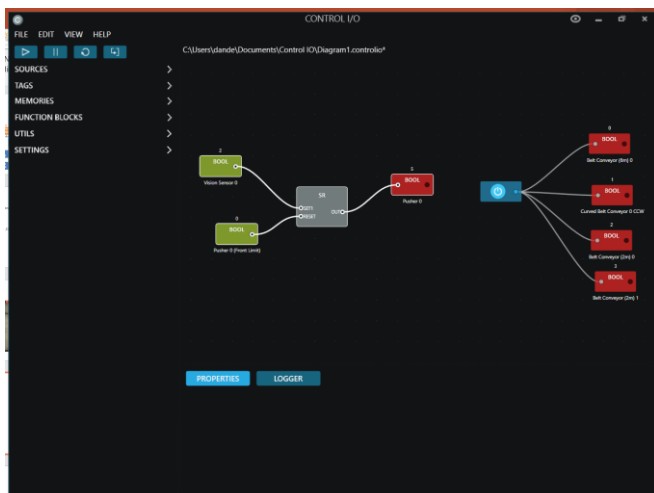 CONTROL I/O
FILE EDIT VIEW HELP
C:\Users\dande\Documents\Control IO\Diagram1.controlio*
SOURCES
TAGS
MEMORIES
FUNCTION BLOCKS
UTILS
SETTINGS
2
BOOL
Vision Sensor 0
0
BOOL
Pusher 0 (Front Limit)
SR
SET1
RESET
OUT
5
BOOL
Pusher 0
0
BOOL
Belt Conveyor (6m) 0
1
BOOL
Curved Belt Conveyor 0 CCW
2
BOOL
Belt Conveyor (2m) 0
3
BOOL
Belt Conveyor (2m) 1
PROPERTIES LOGGER